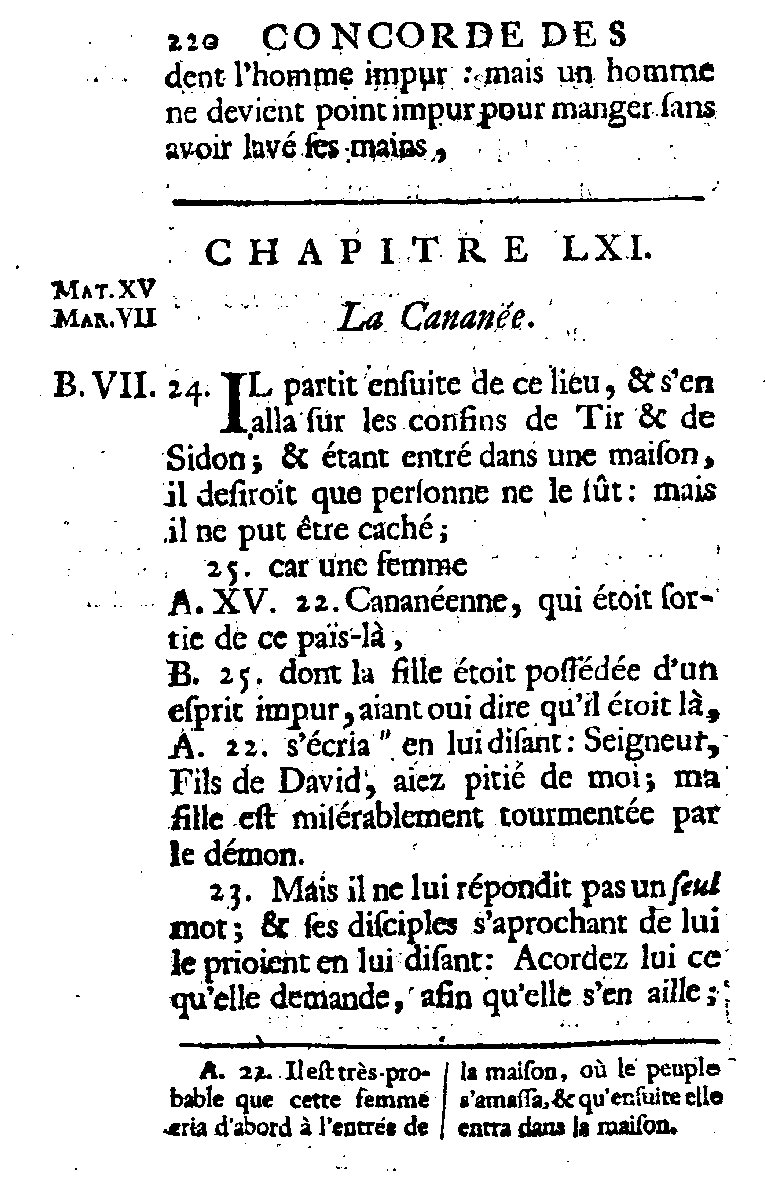 220 CONCORDE DES
dent l'homme impur : mais un homme
ne devient point impur pour manger ſans
avoir lavé ſes mains,
CHAPITRE LXI.
MAT. XV
MAR. VII
La Cananée.
B. VII. 24. IL partit enſuite de ce lieu, & s'en
alla ſur les confins de Tir & de
Sidon; & étant entré dans une maiſon,
il deſiroit que perſonne ne le ſût: mais
il ne put être caché;
25. car une femme
A. XV. 22. Cananéenne, qui étoit ſor-
tie de ce païs-là,
B. 25. dont la fille étoit poſſédée d'un
eſprit impur, aiant oui dire qu'il étoit là,
A. 22. s'écria " en lui diſant: Seigneur,
Fils de David, aiez pitié de moi; ma
fille eſt miſérablement tourmentée par
le démon.
23. Mais il ne lui répondit pas un ſeul
mot; & ſes diſciples s'aprochant de lui
le prioient en lui diſant: Acordez lui ce
qu'elle demande, afin qu'elle s'en aille;
A. 22. Il eſt très-pro-
bable que cette femme
cria d'abord à l'entrée de
la maiſon, où le peuple
s'amaſſa, & qu'enſuite elle
entra dans la maiſon.